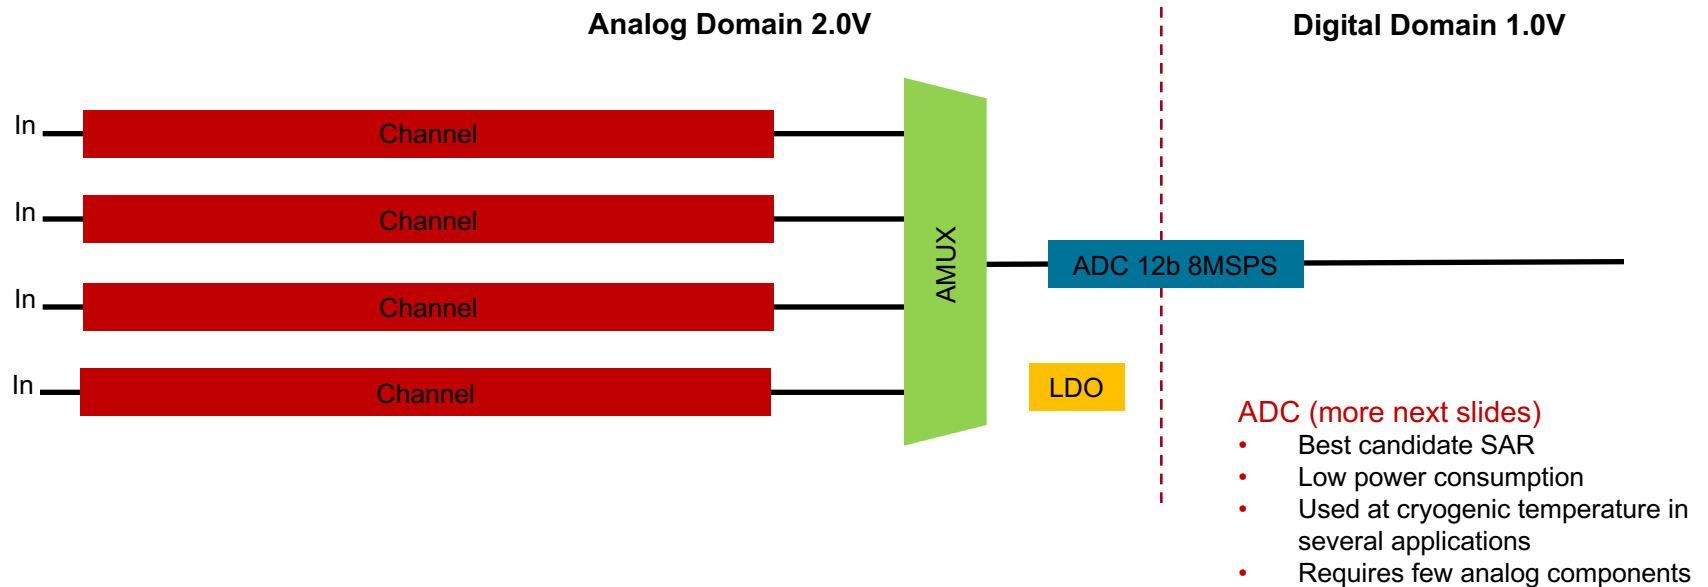 Analog Domain 2.0V
Digital Domain 1.0V
In
Channel
In
Channel
In
Channel
In
Channel
AMUX
ADC 12b 8MSPS
LDO
ADC (more next slides)
• Best candidate SAR
• Low power consumption
• Used at cryogenic temperature in
several applications
• Requires few analog components